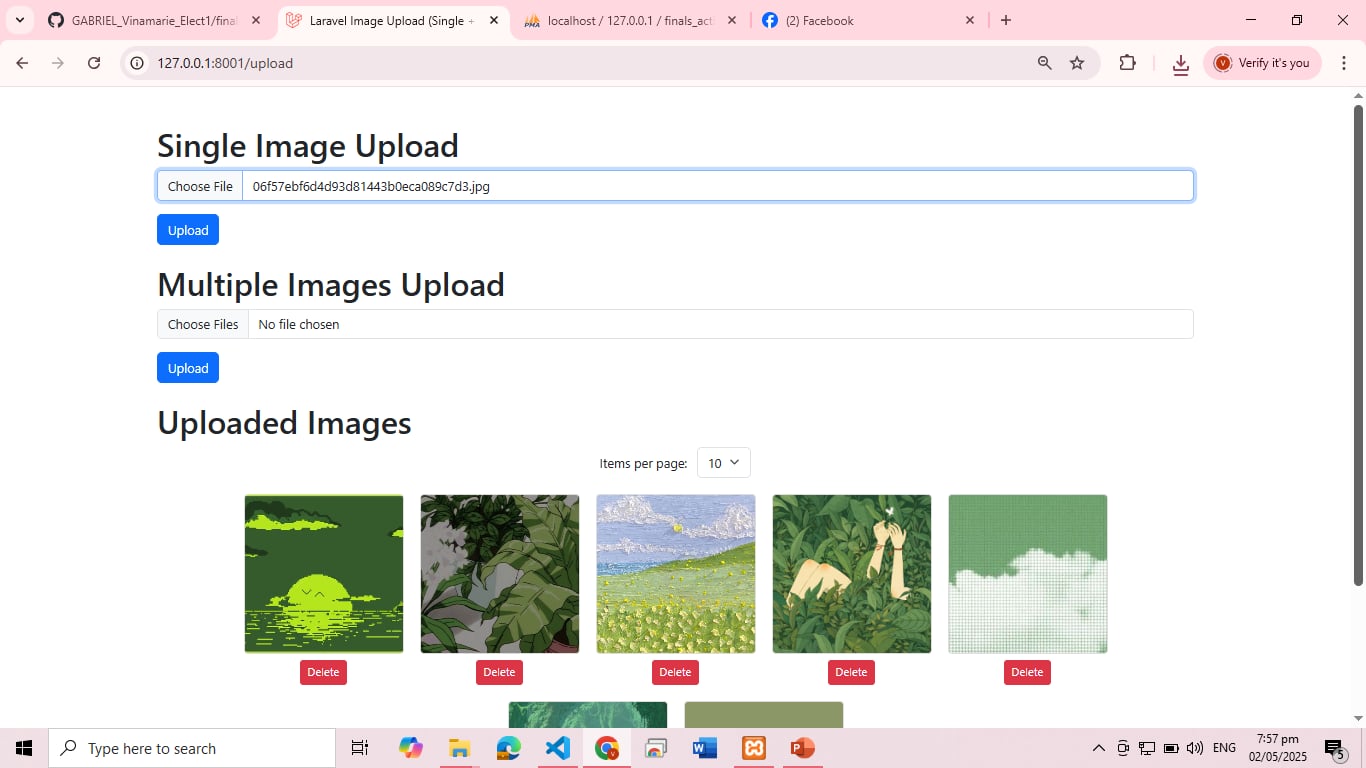 GABRIEL_Vinamarie_Elect1/final
Laravel Image Upload (Single +
localhost / 127.0.0.1 / finals_act
(2) Facebook
127.0.0.1:8001/upload
Verify it's you
Single Image Upload
Choose File 06f57ebf6d4d93d81443b0eca089c7d3.jpg
Upload
Multiple Images Upload
Choose Files No file chosen
Upload
Uploaded Images
Items per page: 10
Delete Delete Delete Delete Delete
Type here to search
ENG
7:57 pm
02/05/2025
5